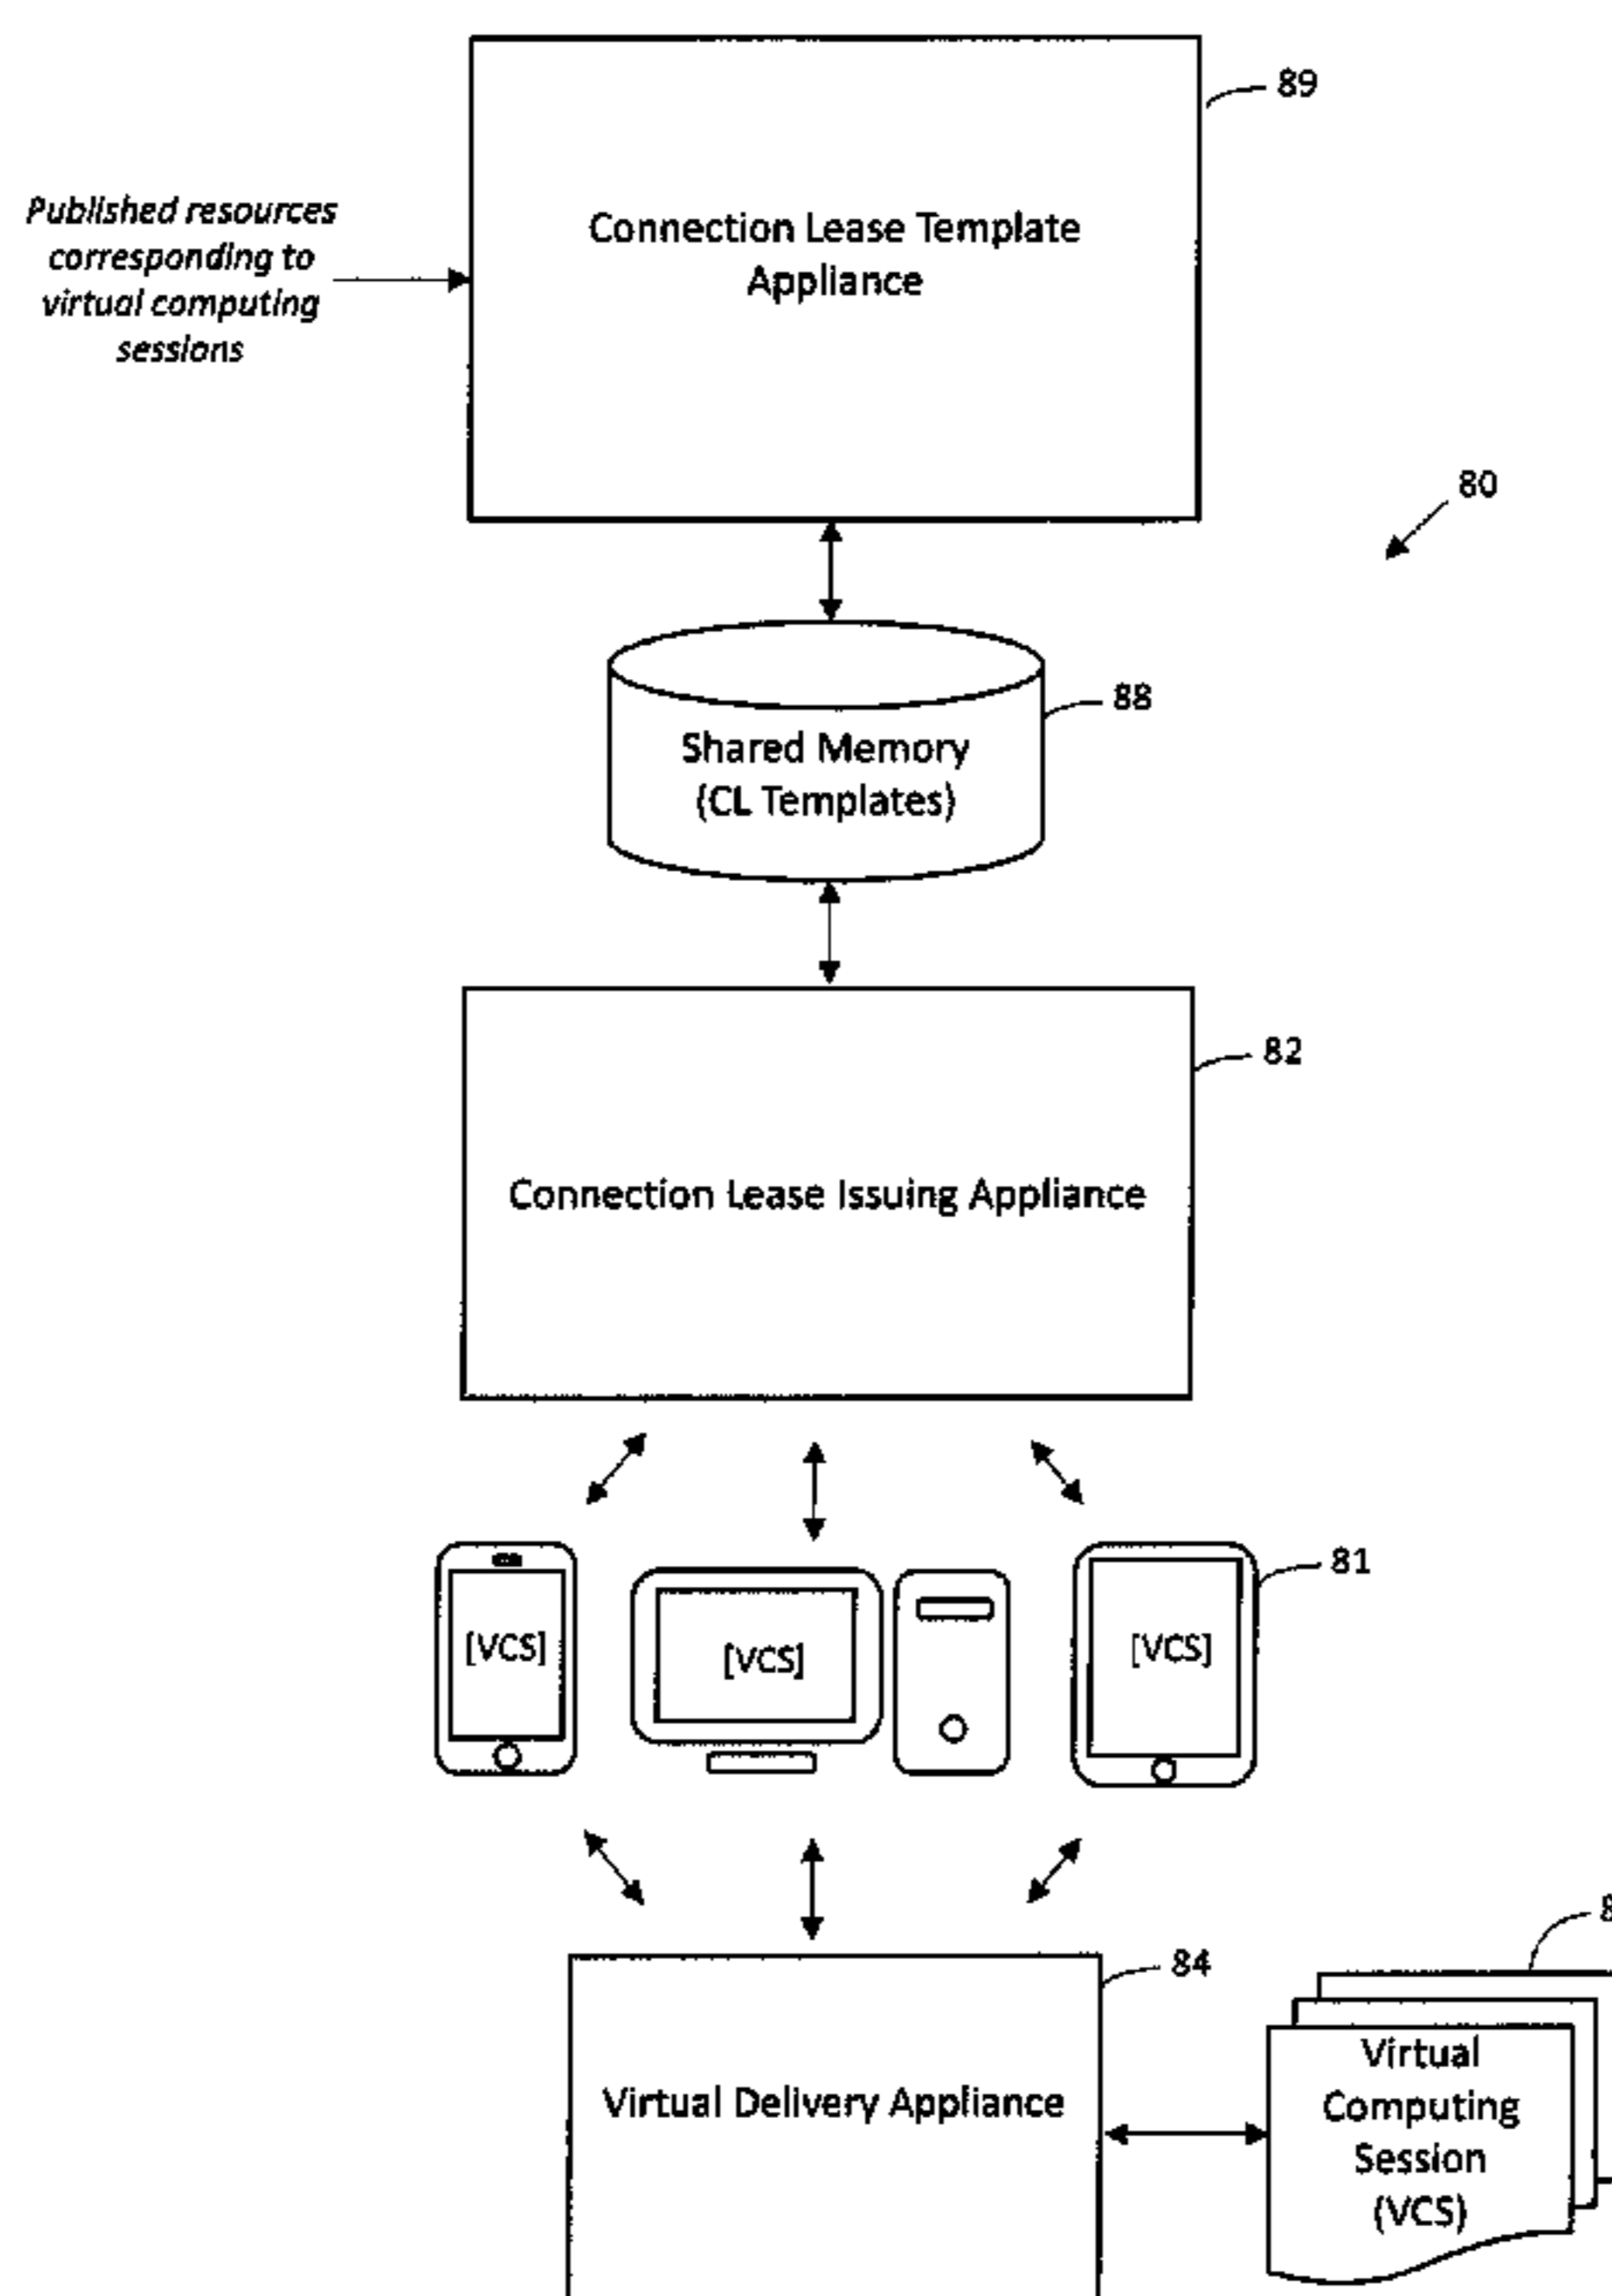 89
Published resources
corresponding to
virtual computing
sessions
Connection Lease Template
Appliance
80
88
Shared Memory
(CL Templates)
82
Connection Lease Issuing Appliance
81
[VCS]
[VCS]
[VCS]
84
Virtual Delivery Appliance
Virtual
Computing
Session
(VCS)